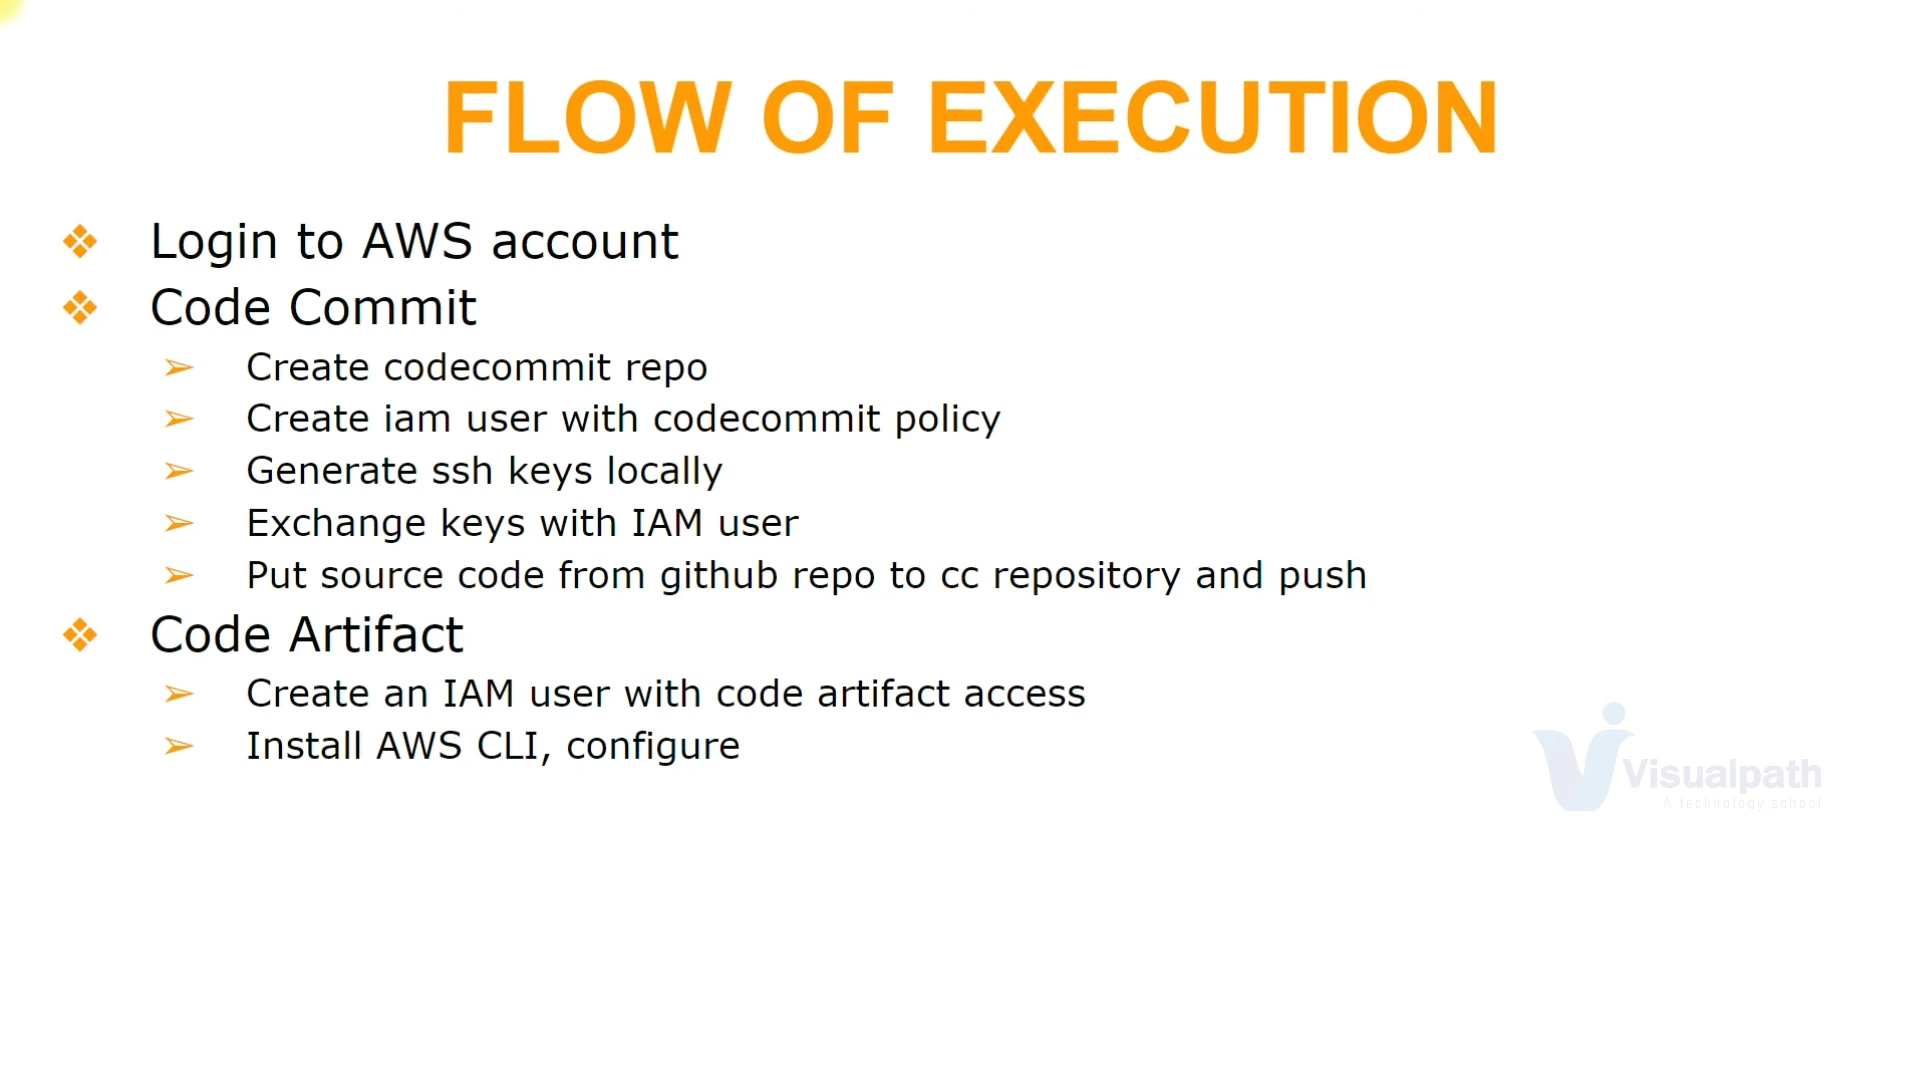 FLOW OF EXECUTION
Login to AWS account
Code Commit
Create codecommit repo
Create iam user with codecommit policy
Generate ssh keys locally
Exchange keys with IAM user
Put source code from github repo to cc repository and push
Code Artifact
Create an IAM user with code artifact access
Install AWS CLI, configure
Visualpath
A technology school